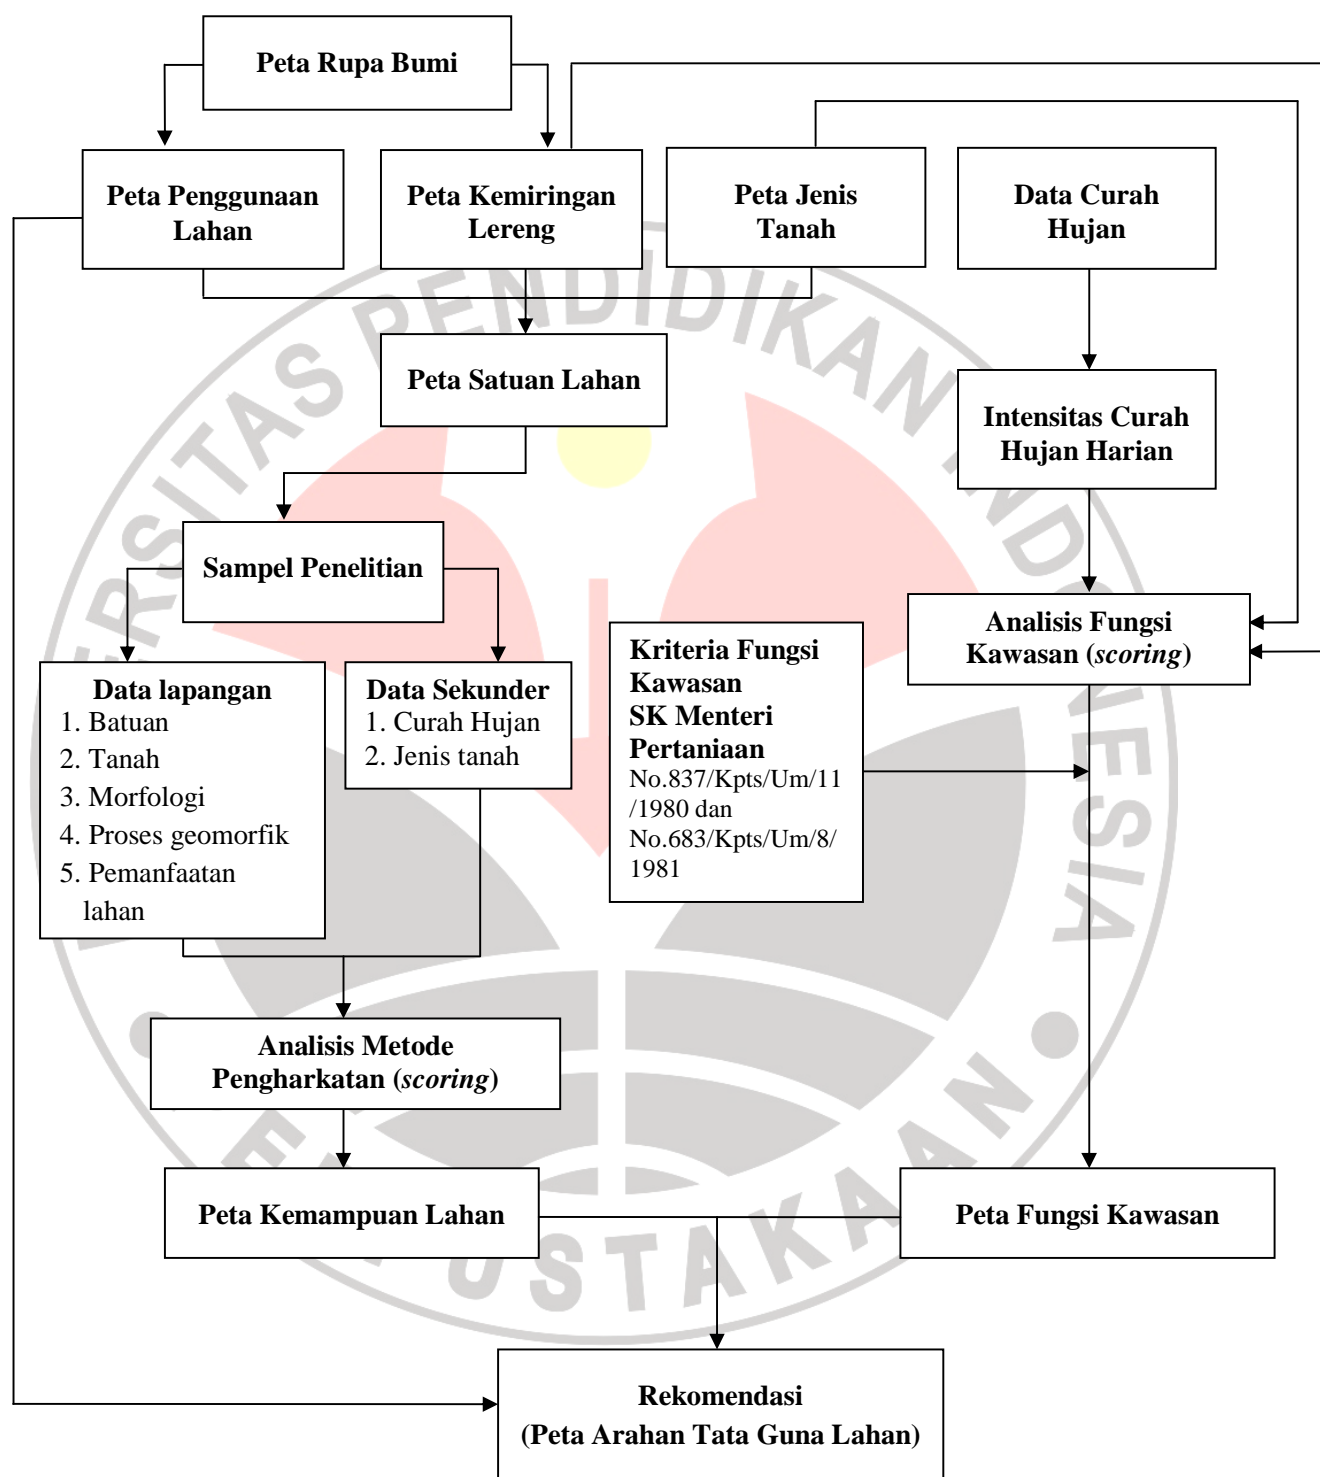 Peta Rupa Bumi
Peta Penggunaan
Lahan
Peta Kemiringan
Lereng
Peta Jenis
Tanah
Data Curah
Hujan
Peta Satuan Lahan
Intensitas Curah
Hujan Harian
Sampel Penelitian
Analisis Fungsi
Kawasan (scoring)
Data lapangan
1. Batuan
2. Tanah
3. Morfologi
4. Proses geomorfik
5. Pemanfaatan
lahan
Data Sekunder
1. Curah Hujan
2. Jenis tanah
Kriteria Fungsi
Kawasan
SK Menteri
Pertaniaan
No.837/Kpts/Um/11
/1980 dan
No.683/Kpts/Um/8/
1981
Analisis Metode
Pengharkatan (scoring)
Peta Kemampuan Lahan
Peta Fungsi Kawasan
Rekomendasi
(Peta Arahan Tata Guna Lahan)